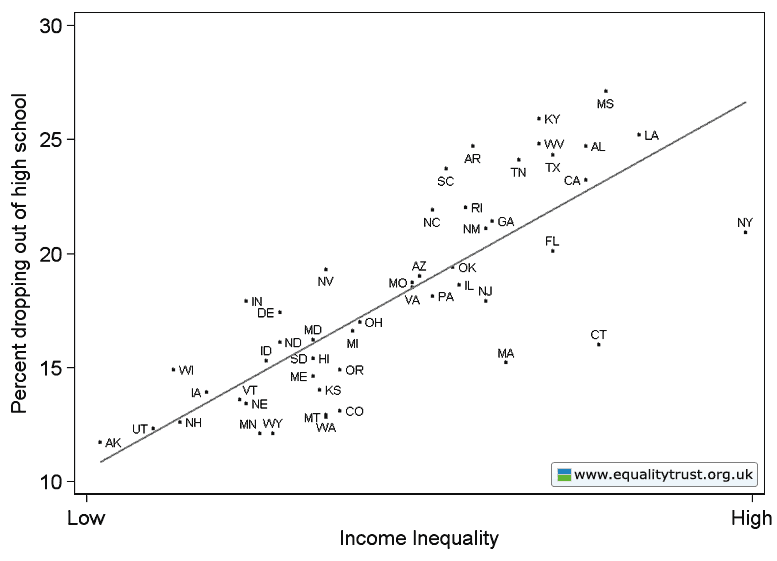 Percent dropping out of high school
30
25
20
15
10
MS
KY
LA
WV
AL
AR
TX
TN
CA
SC
RI
NC
GA
NM
NY
FL
AZ
OK
NV
MO
IL
NJ
VA
PA
IN
DE
OH
MD
MI
ND
CT
ID
SD
HI
MA
WI
OR
ME
IA
VT
KS
NE
CO
MT
NH
UT
MN
WY
WA
AK
www.equalitytrust.org.uk
Low
High
Income Inequality